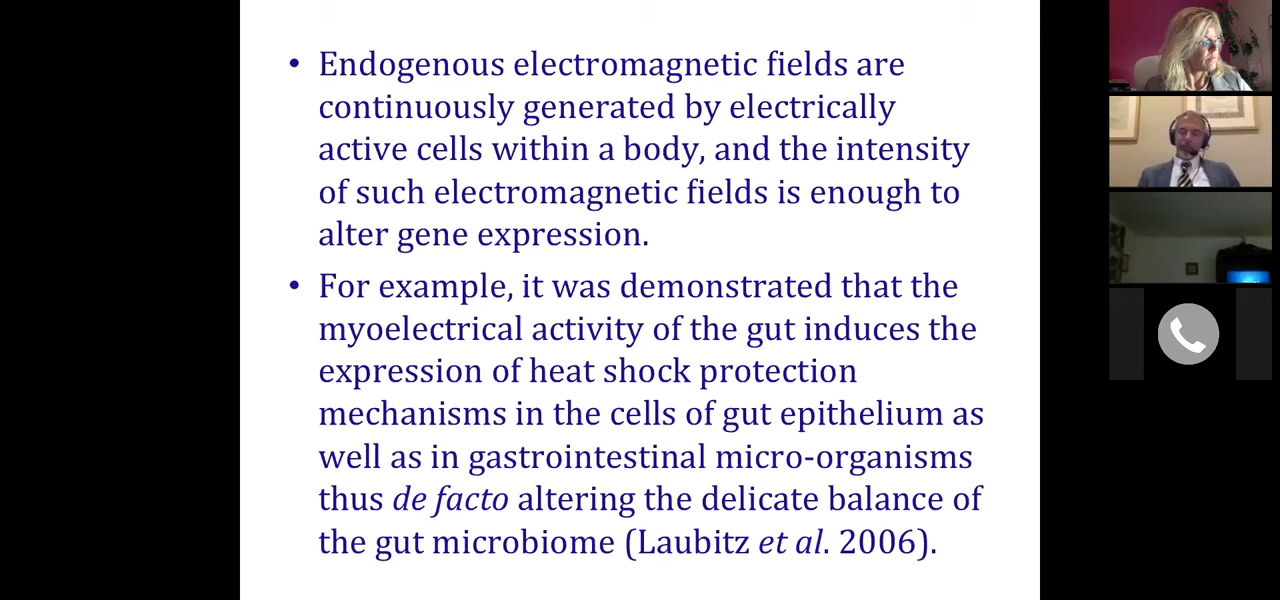 • Endogenous electromagnetic fields are
continuously generated by electrically
active cells within a body, and the intensity
of such electromagnetic fields is enough to
alter gene expression.
• For example, it was demonstrated that the
myoelectrical activity of the gut induces the
expression of heat shock protection
mechanisms in the cells of gut epithelium as
well as in gastrointestinal micro-organisms
thus de facto altering the delicate balance of
the gut microbiome (Laubitz et al. 2006).